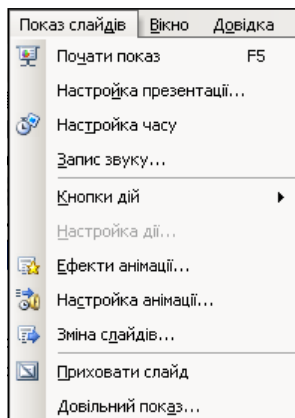 Показ слайдів Вікно Довідка
Почати показ F5
Настройка презентації...
Настройка часу
Запис звуку...
Кнопки дій
Настройка дії...
Ефекти анімації...
Настройка анімації...
Зміна слайдів...
Приховати слайд
Довільний показ...